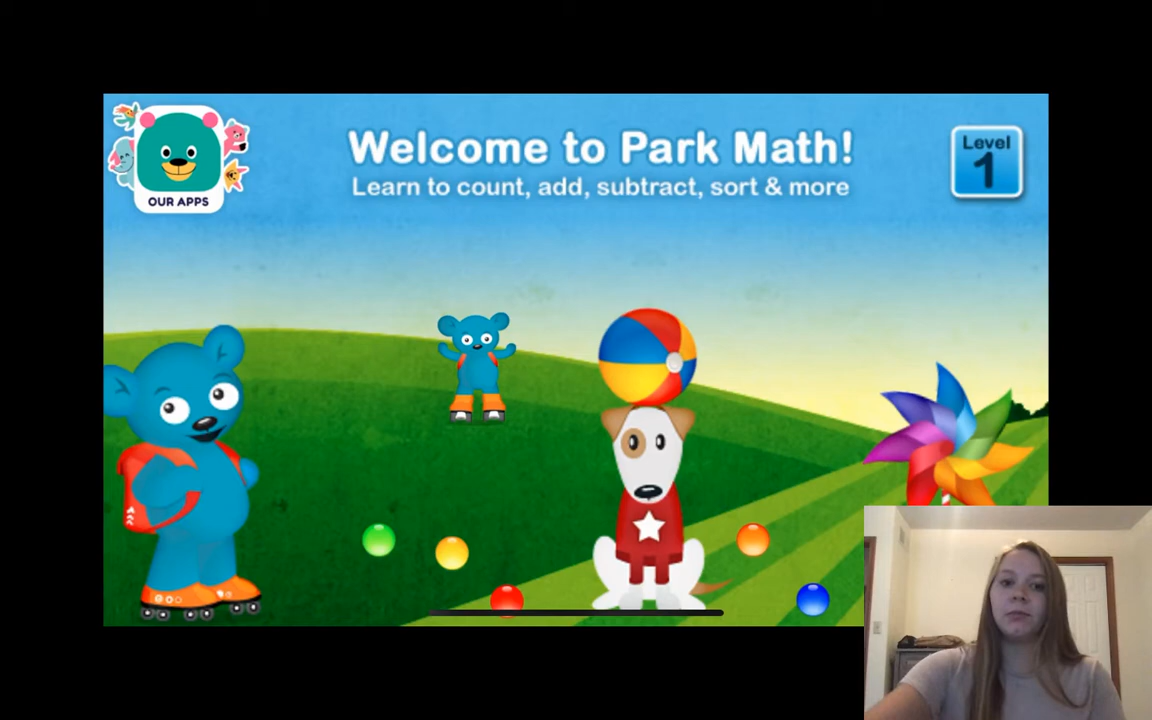 OUR APPS
Welcome to Park Math!
Learn to count, add, subtract, sort & more
Level
1